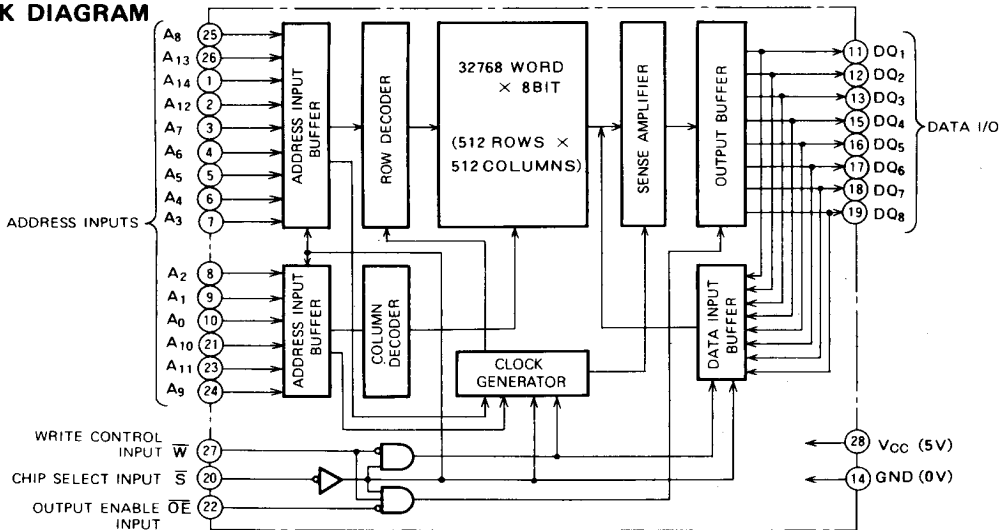 K DIAGRAM
ADDRESS INPUTS
A8 25
A13 26
A14 1
A12 2
A7 3
A6 4
A5 5
A4 6
A3 7
A2 8
A1 9
A0 10
A10 21
A11 23
A9 24
WRITE CONTROL
INPUT W̅ 27
CHIP SELECT INPUT S̅ 20
OUTPUT ENABLE O̅E̅ 22
INPUT
ADDRESS INPUT
BUFFER
ROW DECODER
32768 WORD
× 8BIT
(512 ROWS ×
512 COLUMNS)
SENSE AMPLIFIER
OUTPUT BUFFER
ADDRESS INPUT
BUFFER
COLUMN
DECODER
CLOCK
GENERATOR
DATA INPUT
BUFFER
11 DQ1
12 DQ2
13 DQ3
15 DQ4
16 DQ5
17 DQ6
18 DQ7
19 DQ8
DATA I/O
28 VCC (5V)
14 GND (0V)